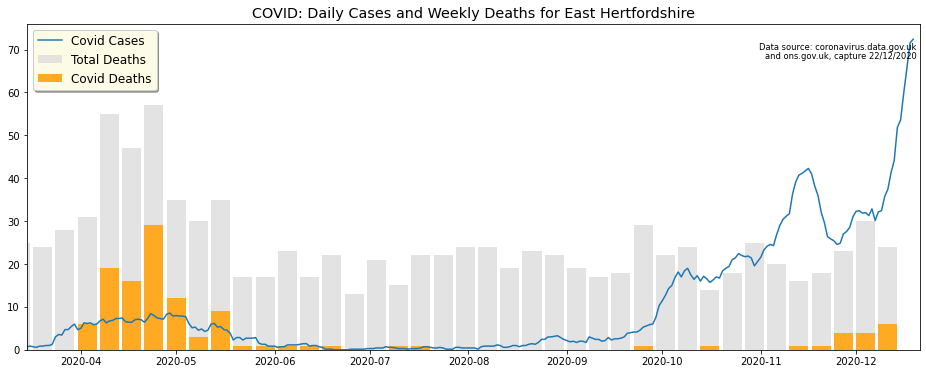 COVID: Daily Cases and Weekly Deaths for East Hertfordshire
Covid Cases
Total Deaths
Covid Deaths
Data source: coronavirus.data.gov.uk
and ons.gov.uk, capture 22/12/2020
70
60
50
40
30
20
10
0
2020-04 2020-05 2020-06 2020-07 2020-08 2020-09 2020-10 2020-11 2020-12